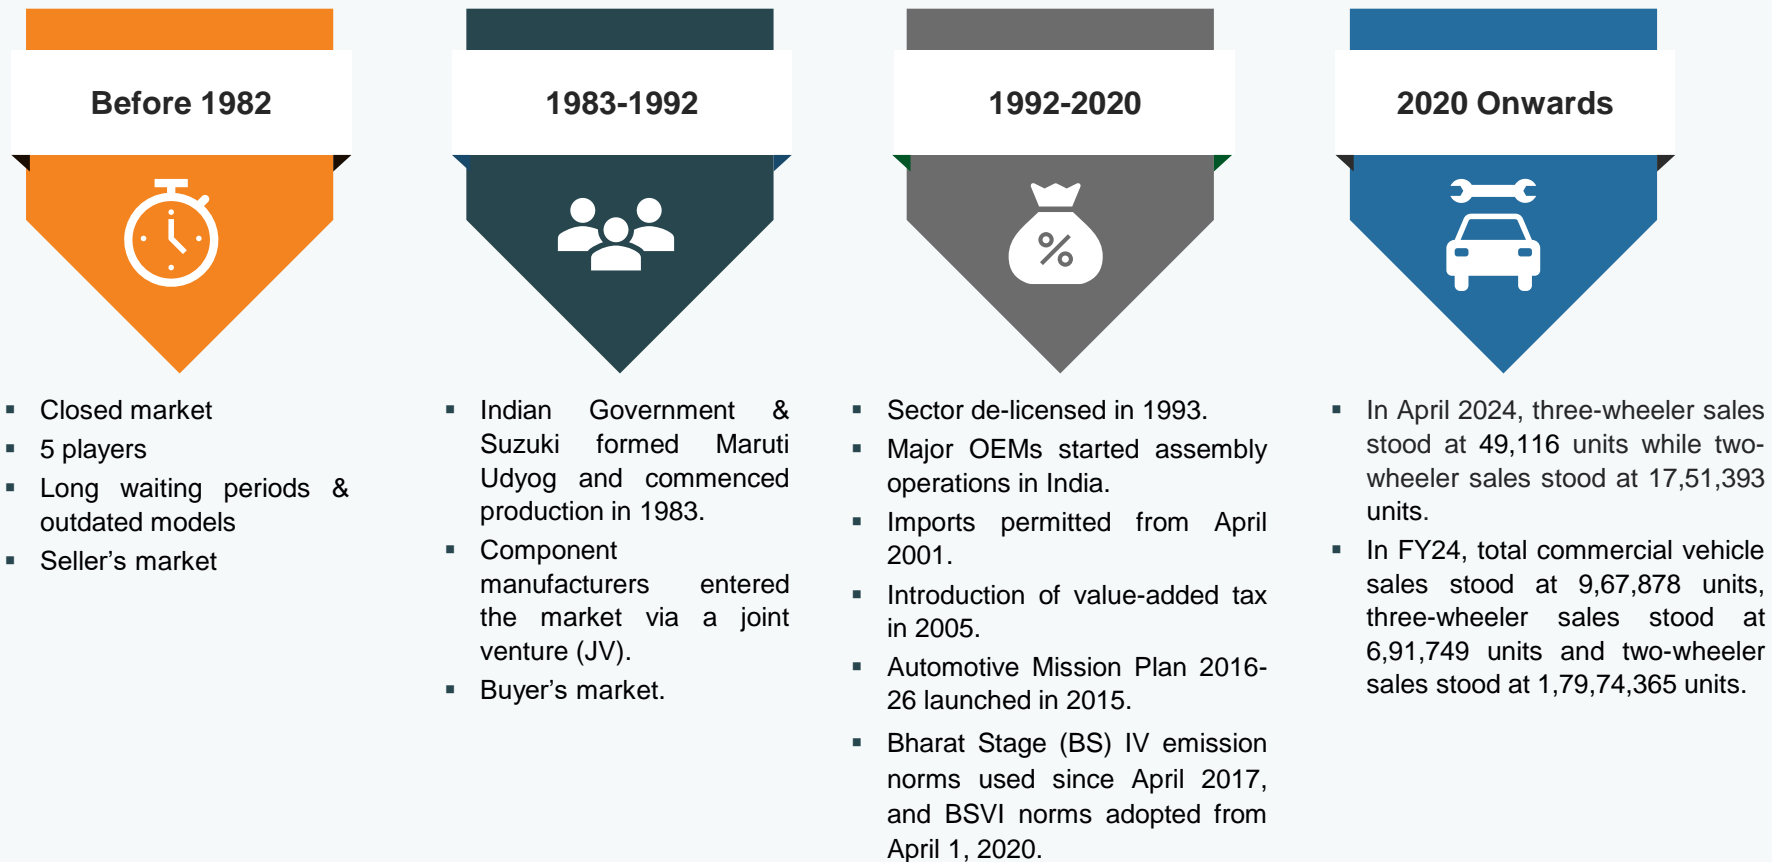 Before 1982
1983-1992
1992-2020
2020 Onwards
▪ Closed market
▪ 5 players
▪ Long waiting periods &
outdated models
▪ Seller’s market
▪ Indian Government &
Suzuki formed Maruti
Udyog and commenced
production in 1983.
▪ Component
manufacturers entered
the market via a joint
venture (JV).
▪ Buyer’s market.
▪ Sector de-licensed in 1993.
▪ Major OEMs started assembly
operations in India.
▪ Imports permitted from April
2001.
▪ Introduction of value-added tax
in 2005.
▪ Automotive Mission Plan 2016-
26 launched in 2015.
▪ Bharat Stage (BS) IV emission
norms used since April 2017,
and BSVI norms adopted from
April 1, 2020.
▪ In April 2024, three-wheeler sales
stood at 49,116 units while two-
wheeler sales stood at 17,51,393
units.
▪ In FY24, total commercial vehicle
sales stood at 9,67,878 units,
three-wheeler sales stood at
6,91,749 units and two-wheeler
sales stood at 1,79,74,365 units.